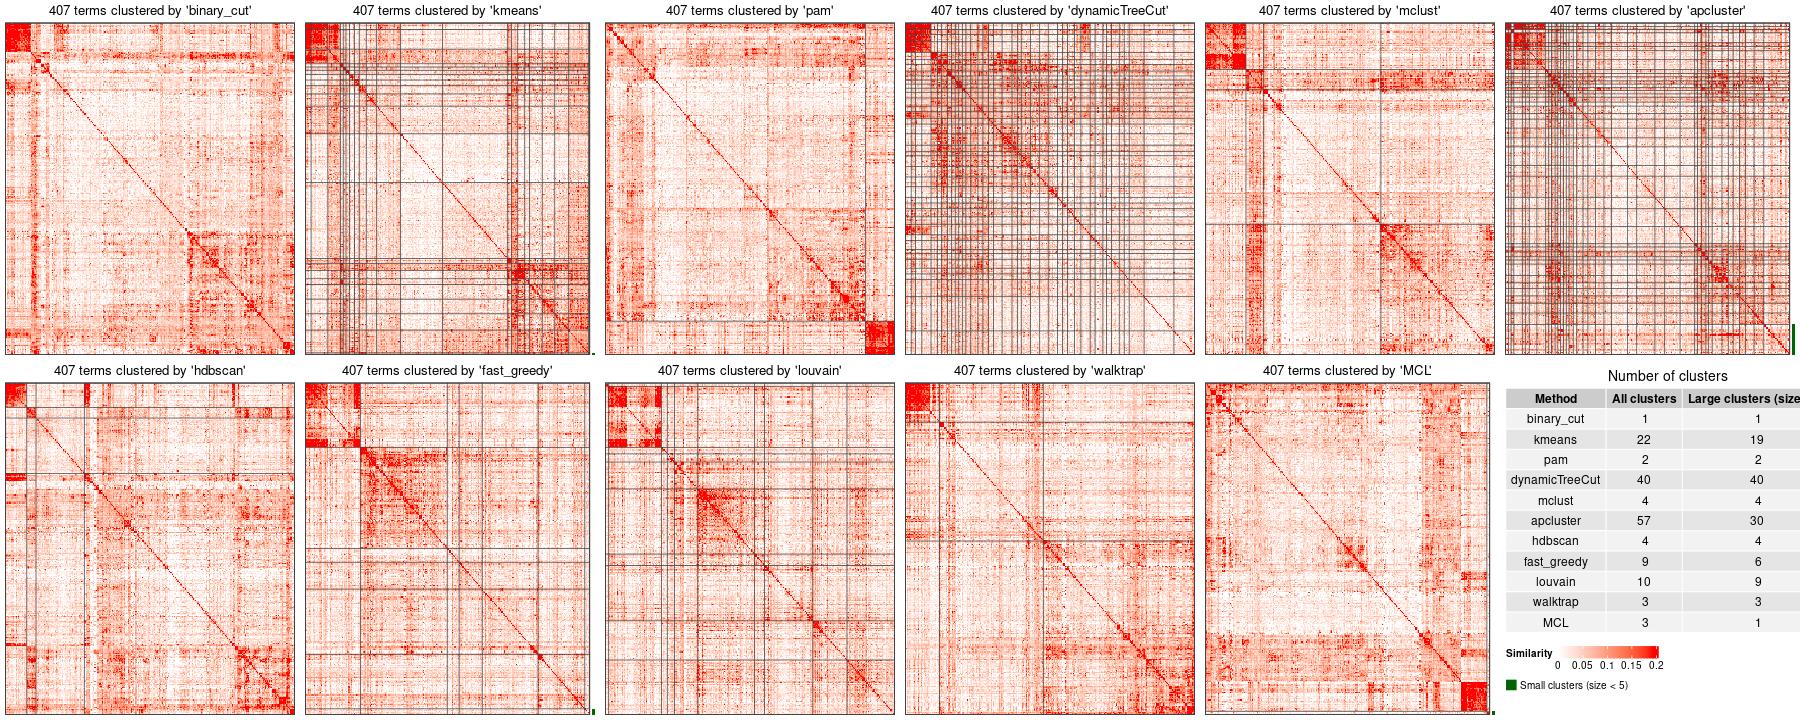 407 terms clustered by 'binary_cut'
407 terms clustered by 'kmeans'
407 terms clustered by 'pam'
407 terms clustered by 'dynamicTreeCut'
407 terms clustered by 'mclust'
407 terms clustered by 'apcluster'
407 terms clustered by 'hdbscan'
407 terms clustered by 'fast_greedy'
407 terms clustered by 'louvain'
407 terms clustered by 'walktrap'
407 terms clustered by 'MCL'
Number of clusters
Method All clusters Large clusters (size
binary_cut 1 1
kmeans 22 19
pam 2 2
dynamicTreeCut 40 40
mclust 4 4
apcluster 57 30
hdbscan 4 4
fast_greedy 9 6
louvain 10 9
walktrap 3 3
MCL 3 1
Similarity
0 0.05 0.1 0.15 0.2
Small clusters (size < 5)